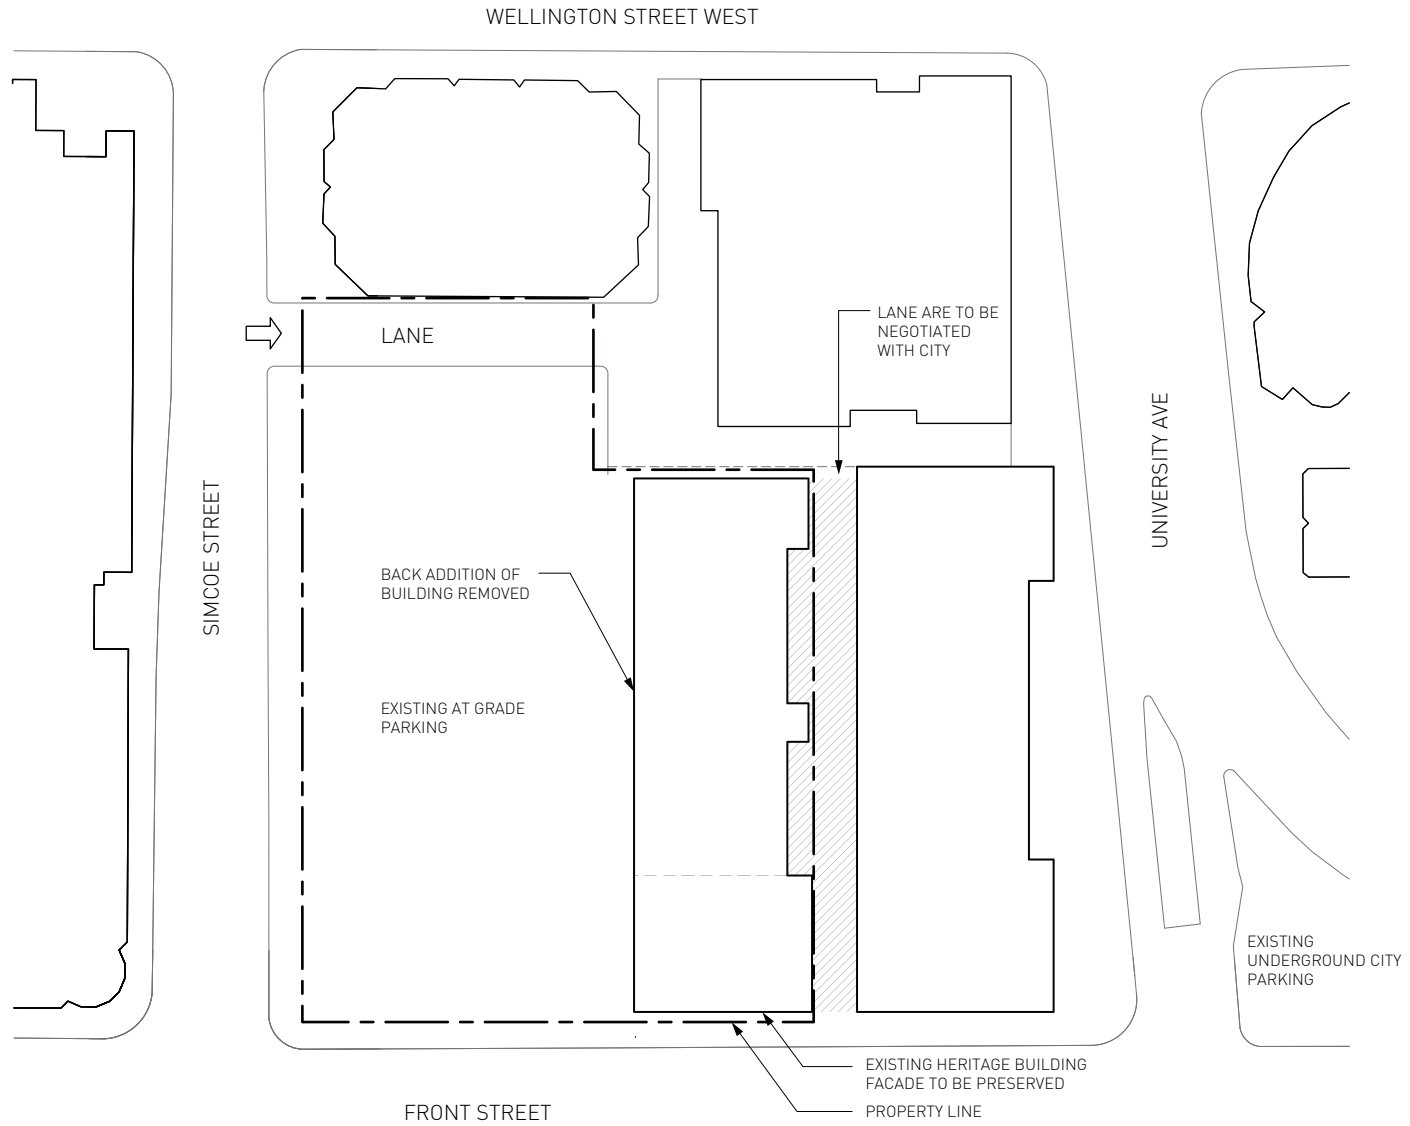 WELLINGTON STREET WEST
LANE
LANE ARE TO BE
NEGOTIATED
WITH CITY
UNIVERSITY AVE
SIMCOE STREET
BACK ADDITION OF
BUILDING REMOVED
EXISTING AT GRADE
PARKING
EXISTING
UNDERGROUND CITY
PARKING
EXISTING HERITAGE BUILDING
FACADE TO BE PRESERVED
PROPERTY LINE
FRONT STREET